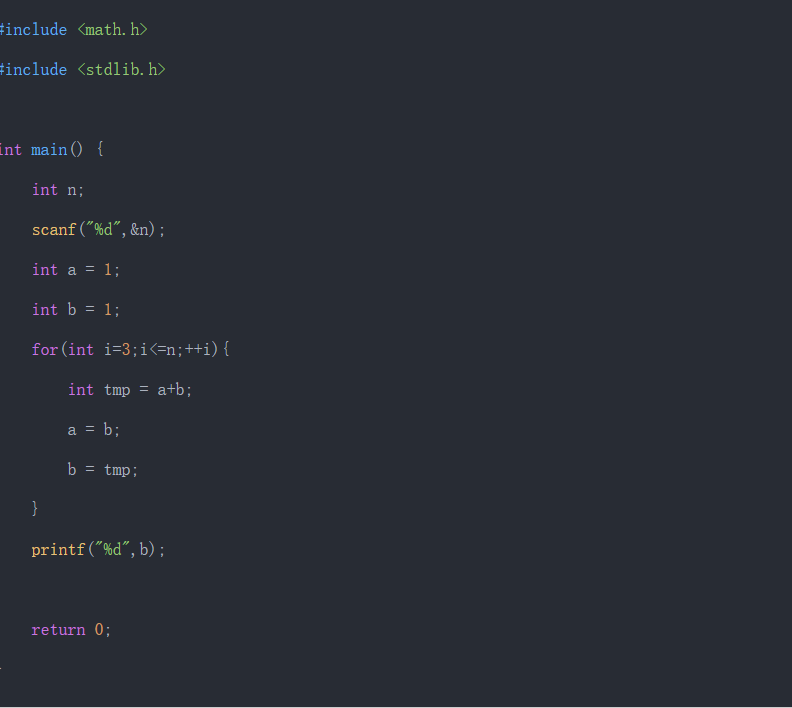 #include <math.h>
#include <stdlib.h>
int main() {
int n;
scanf("%d",&n);
int a = 1;
int b = 1;
for(int i=3;i<=n;++i){
int tmp = a+b;
a = b;
b = tmp;
}
printf("%d",b);
return 0;